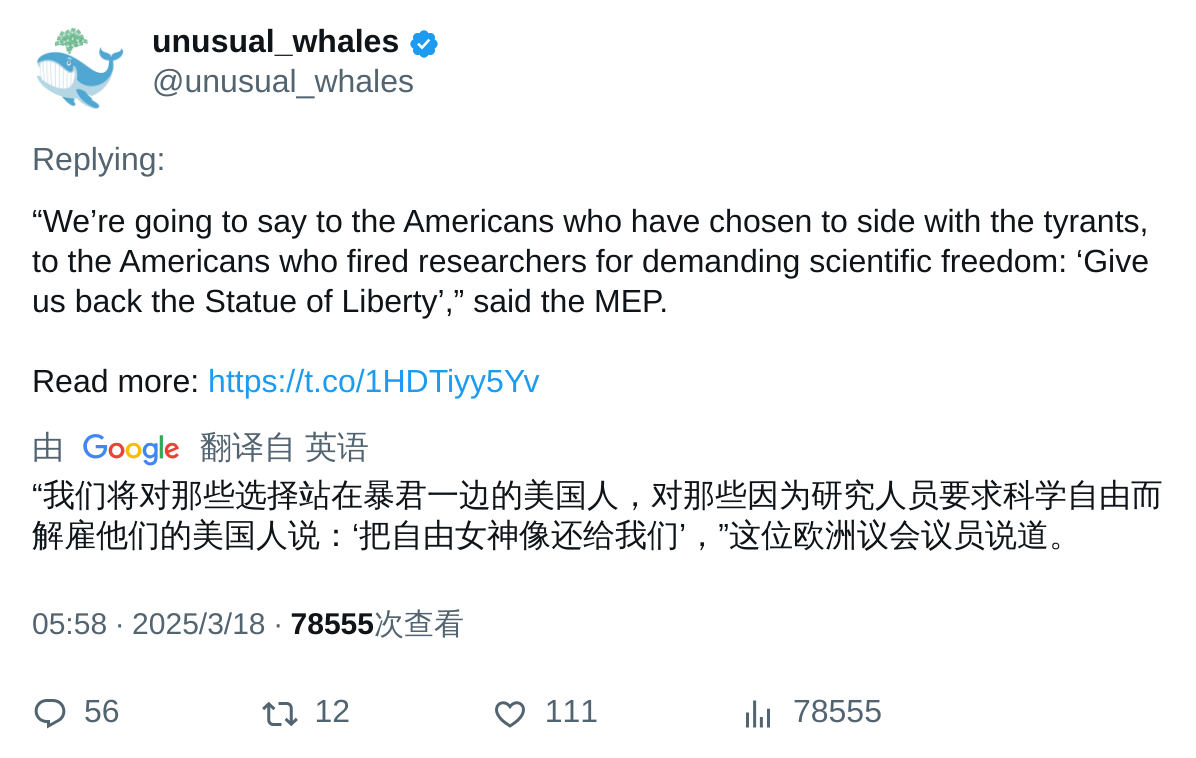 unusual_whales
@unusual_whales
Replying:
“We’re going to say to the Americans who have chosen to side with the tyrants,
to the Americans who fired researchers for demanding scientific freedom: ‘Give
us back the Statue of Liberty’,” said the MEP.
Read more: https://t.co/1HDTiyy5Yv
由 Google 翻译自 英语
“我们将对那些选择站在暴君一边的美国人，对那些因为研究人员要求科学自由而
解雇他们的美国人说：‘把自由女神像还给我们’，”这位欧洲议会议员说道。
05:58 · 2025/3/18 · 78555次查看
56 12 111 78555